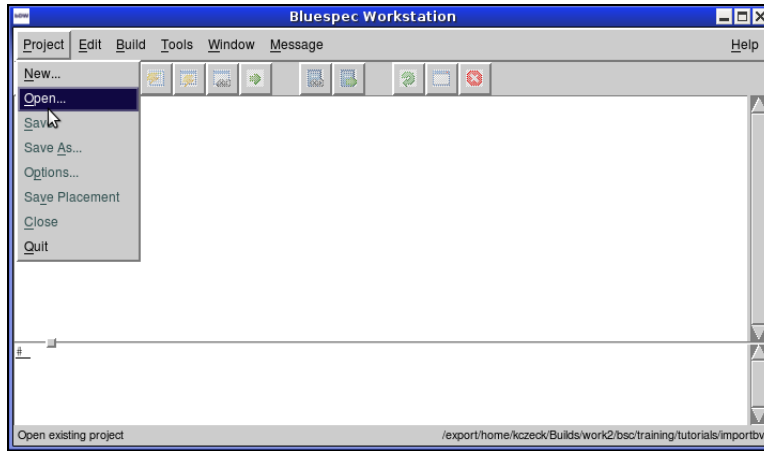 Bluespec Workstation
Project Edit Build Tools Window Message Help
New...
Open...
Save
Save As...
Options...
Save Placement
Close
Quit
#
Open existing project /export/home/kczeck/Builds/work2/bsc/training/tutorials/importbv